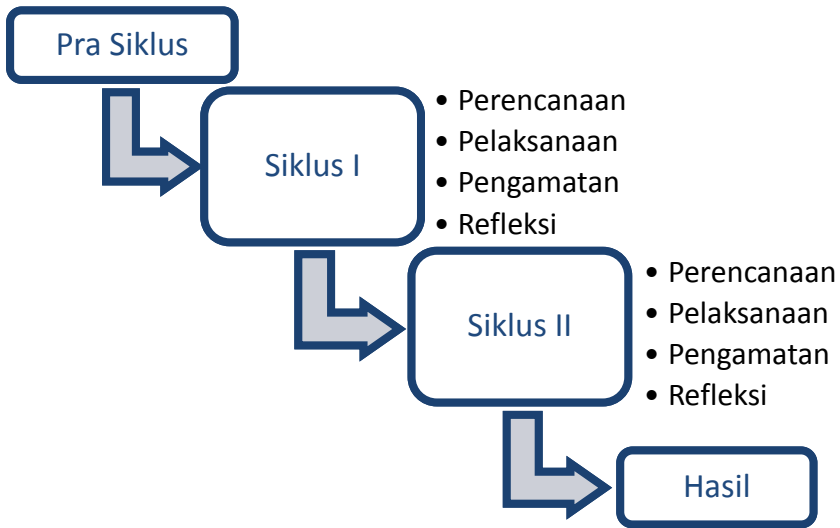 Pra Siklus
Siklus I
• Perencanaan
• Pelaksanaan
• Pengamatan
• Refleksi
Siklus II
• Perencanaan
• Pelaksanaan
• Pengamatan
• Refleksi
Hasil